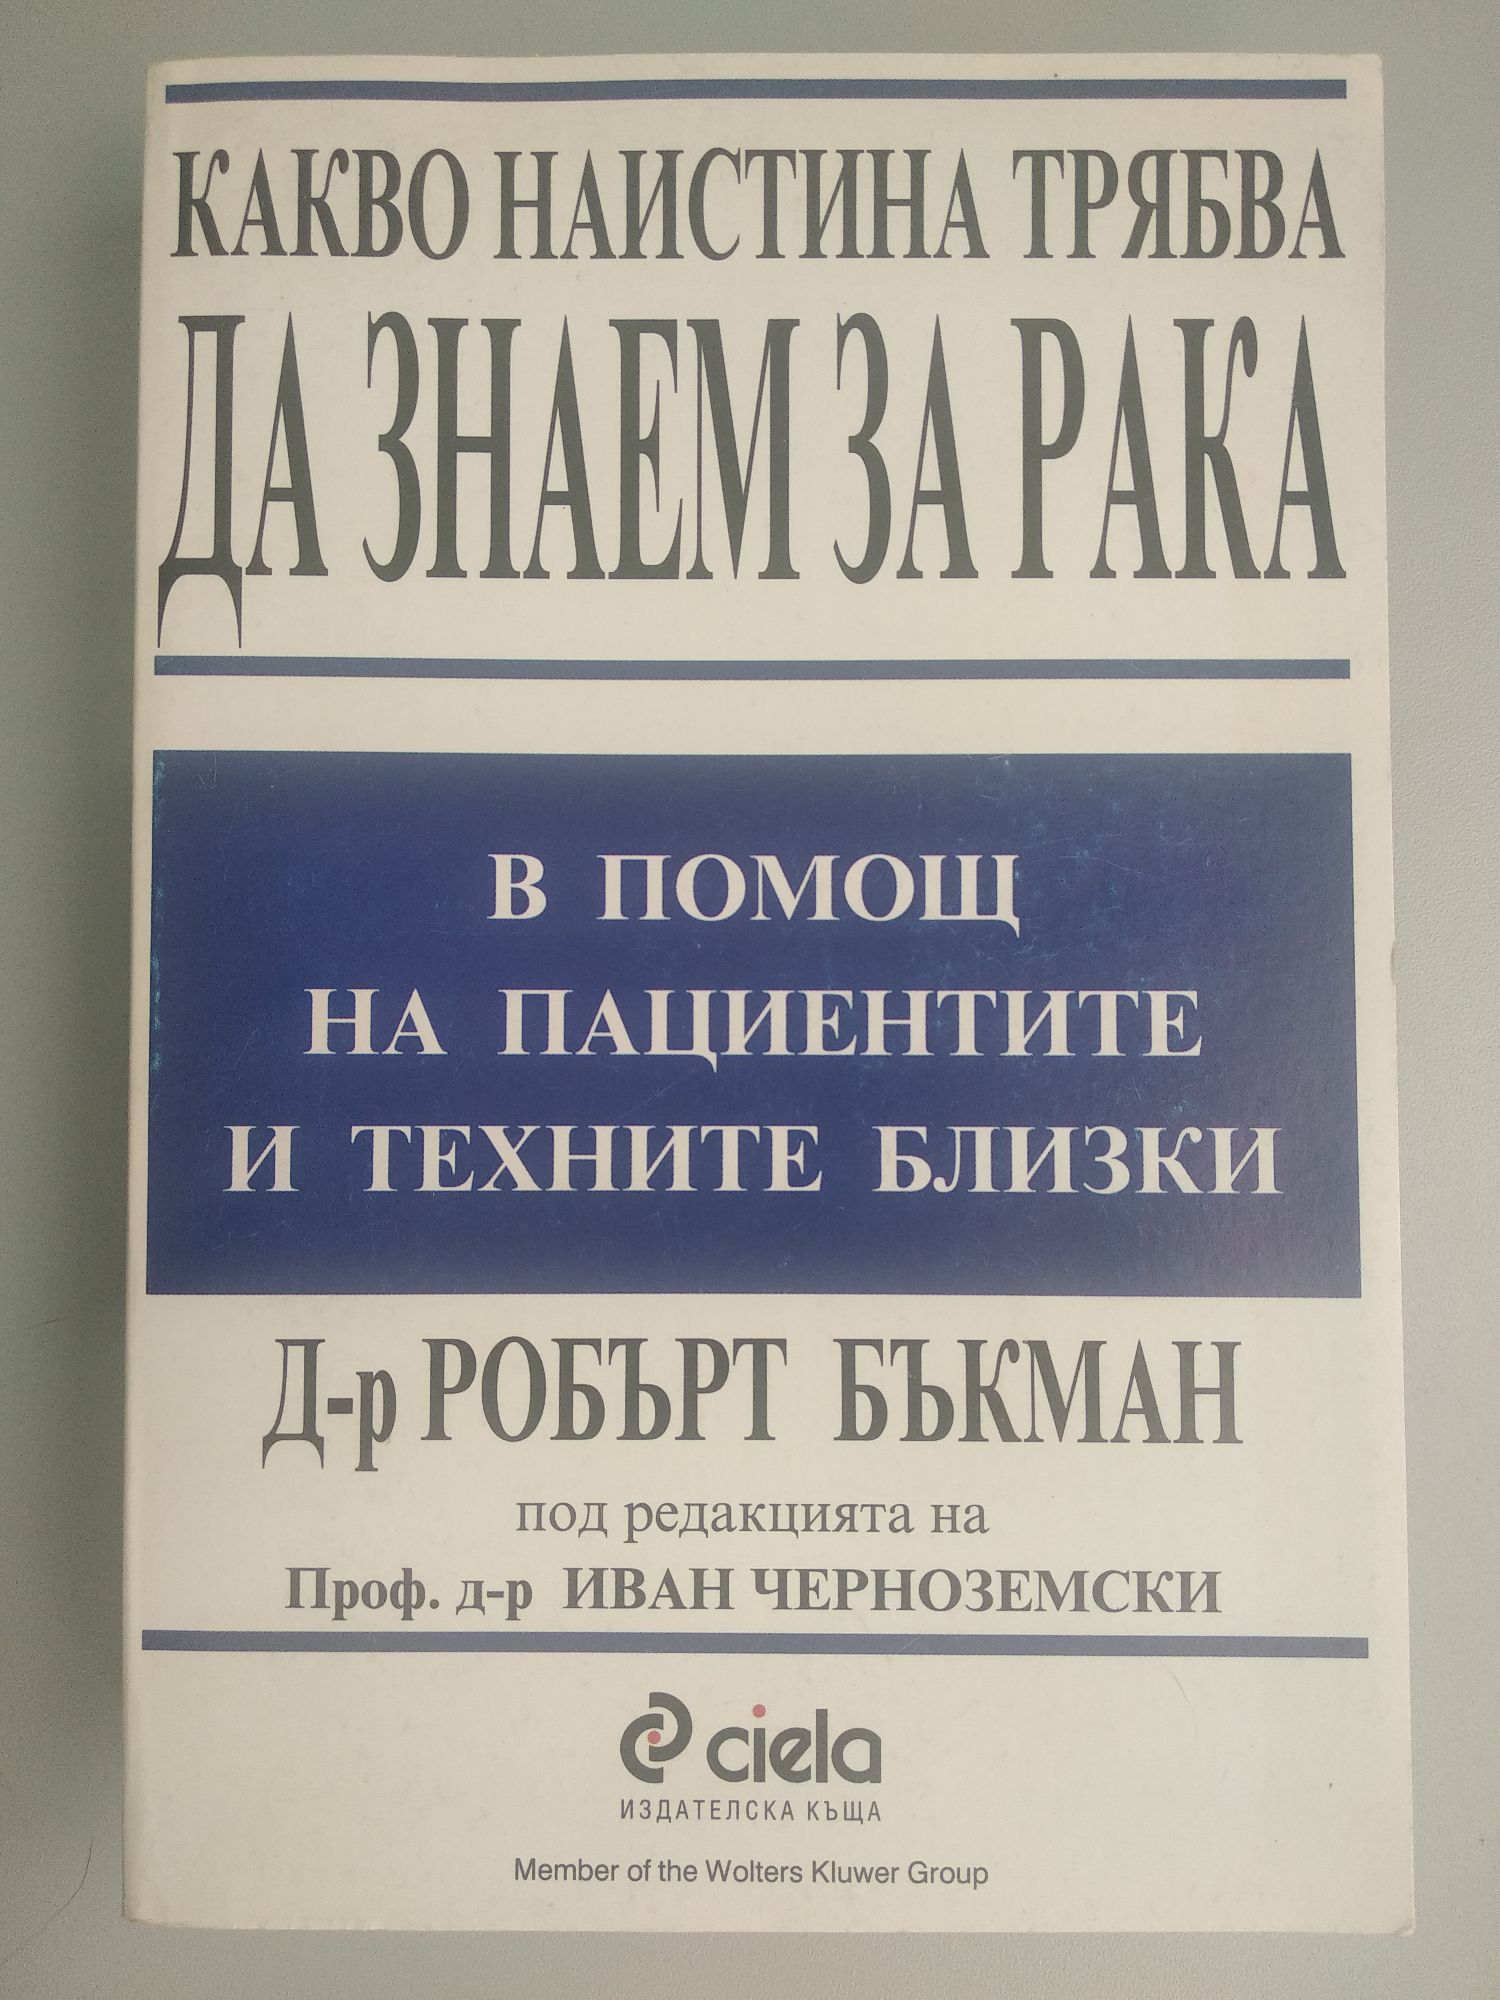 КАКВО НАИСТИНА ТРЯБВА
ДА ЗНАЕМ ЗА РАКА
В ПОМОЩ
НА ПАЦИЕНТИТЕ
И ТЕХНИТЕ БЛИЗКИ
Д-р РОБЪРТ БЪКМАН
под редакцията на
Проф. д-р ИВАН ЧЕРНОЗЕМСКИ
ciela
ИЗДАТЕЛСКА КЪЩА
Member of the Wolters Kluwer Group